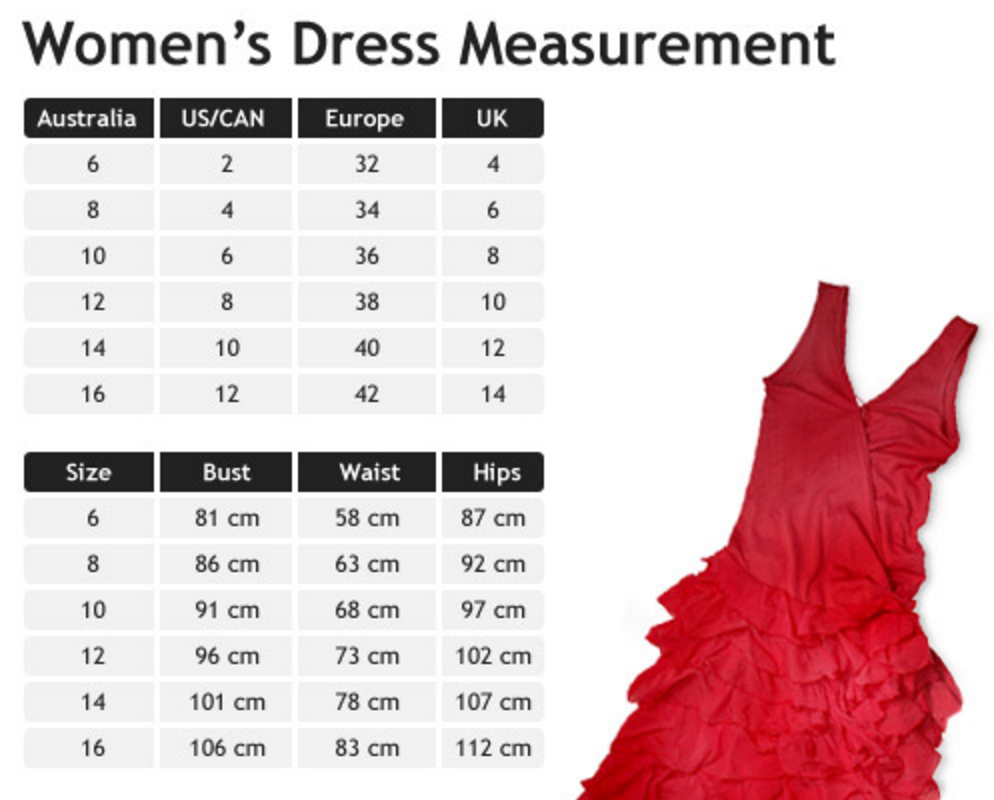 Women's Dress Measurement
Australia US/CAN Europe UK
6 2 32 4
8 4 34 6
10 6 36 8
12 8 38 10
14 10 40 12
16 12 42 14
Size Bust Waist Hips
6 81 cm 58 cm 87 cm
8 86 cm 63 cm 92 cm
10 91 cm 68 cm 97 cm
12 96 cm 73 cm 102 cm
14 101 cm 78 cm 107 cm
16 106 cm 83 cm 112 cm